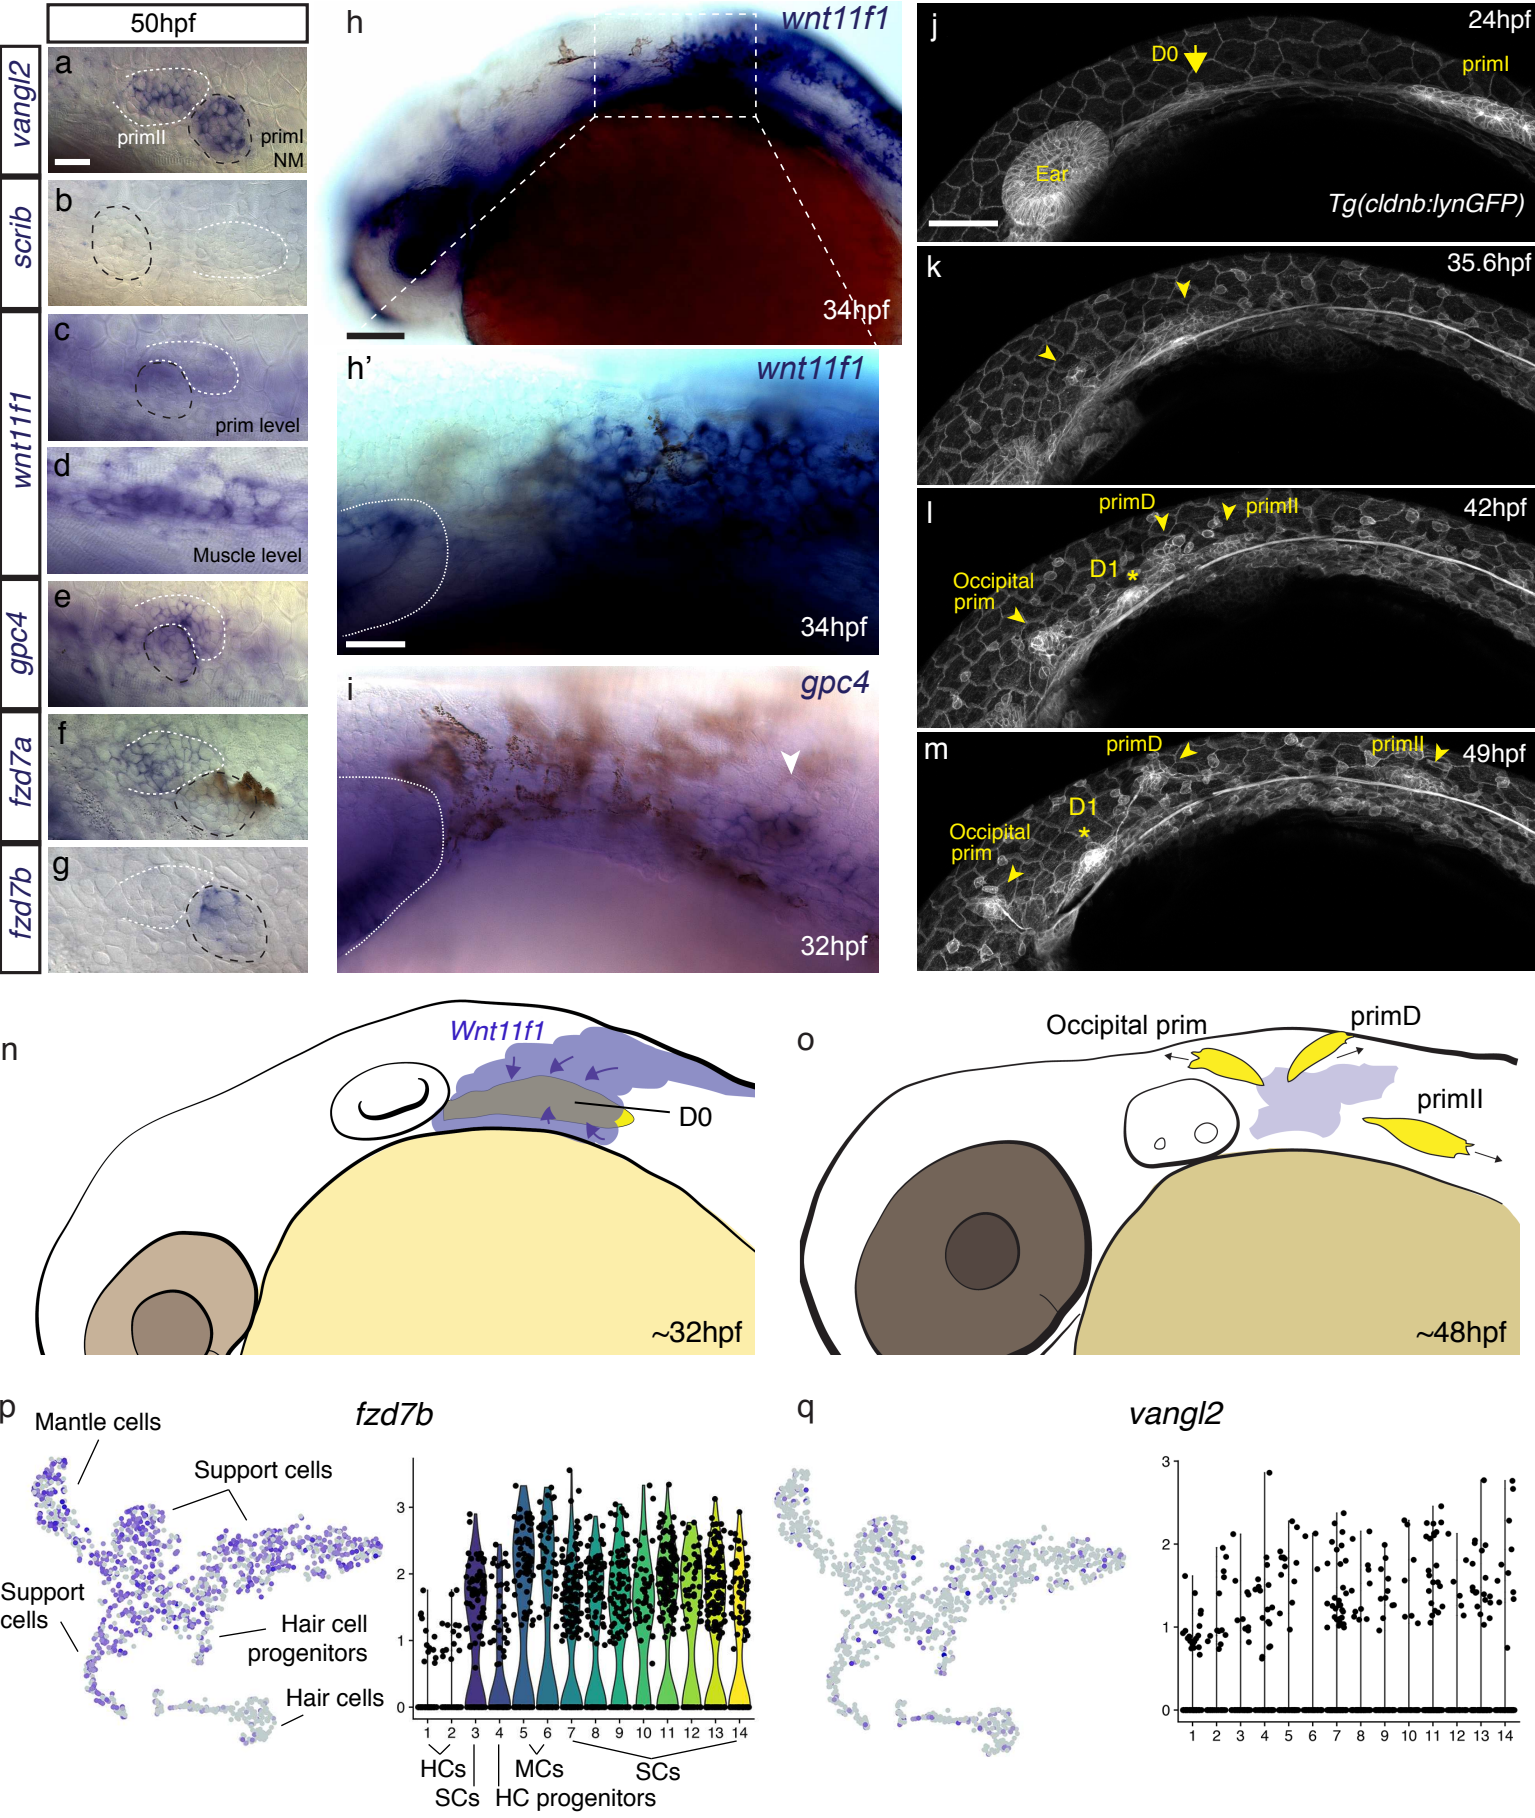 50hpf
vangl2
a
primII
primI
NM
scrib
b
wnt11f1
c
prim level
d
Muscle level
gpc4
e
fzd7a
f
fzd7b
g
h
wnt11f1
34hpf
h’
wnt11f1
34hpf
i
gpc4
32hpf
j
24hpf
D0
primI
Ear
Tg(cldnb:lynGFP)
k
35.6hpf
l
42hpf
primD
primII
D1
*
Occipital
prim
m
49hpf
primD
primII
D1
*
Occipital
prim
n
Wnt11f1
D0
~32hpf
o
Occipital prim
primD
primII
~48hpf
p
fzd7b
Mantle cells
Support cells
Support
cells
Hair cell
progenitors
Hair cells
3
2
1
0
1 2 3 4 5 6 7 8 9 10 11 12 13 14
HCs
MCs
SCs
SCs
HC progenitors
q
vangl2
3
2
1
0
1 2 3 4 5 6 7 8 9 10 11 12 13 14